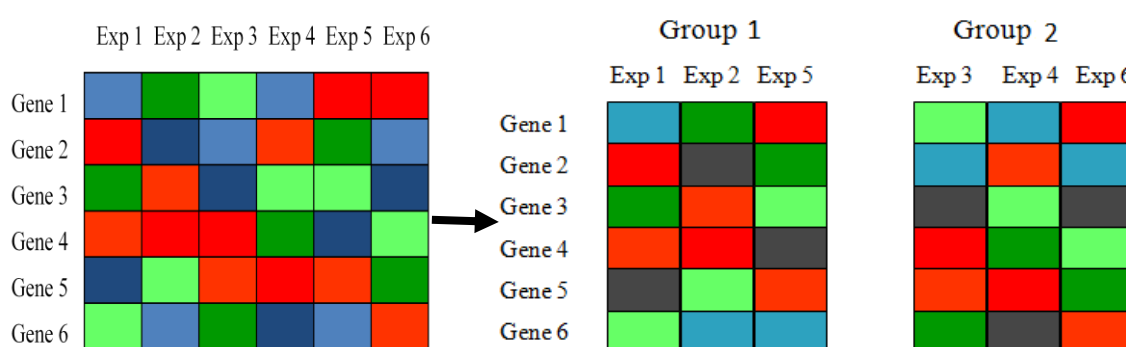 Exp 1 Exp 2 Exp 3 Exp 4 Exp 5 Exp 6
Gene 1
Gene 2
Gene 3
Gene 4
Gene 5
Gene 6
Group 1
Exp 1 Exp 2 Exp 5
Gene 1
Gene 2
Gene 3
Gene 4
Gene 5
Gene 6
Group 2
Exp 3 Exp 4 Exp 6